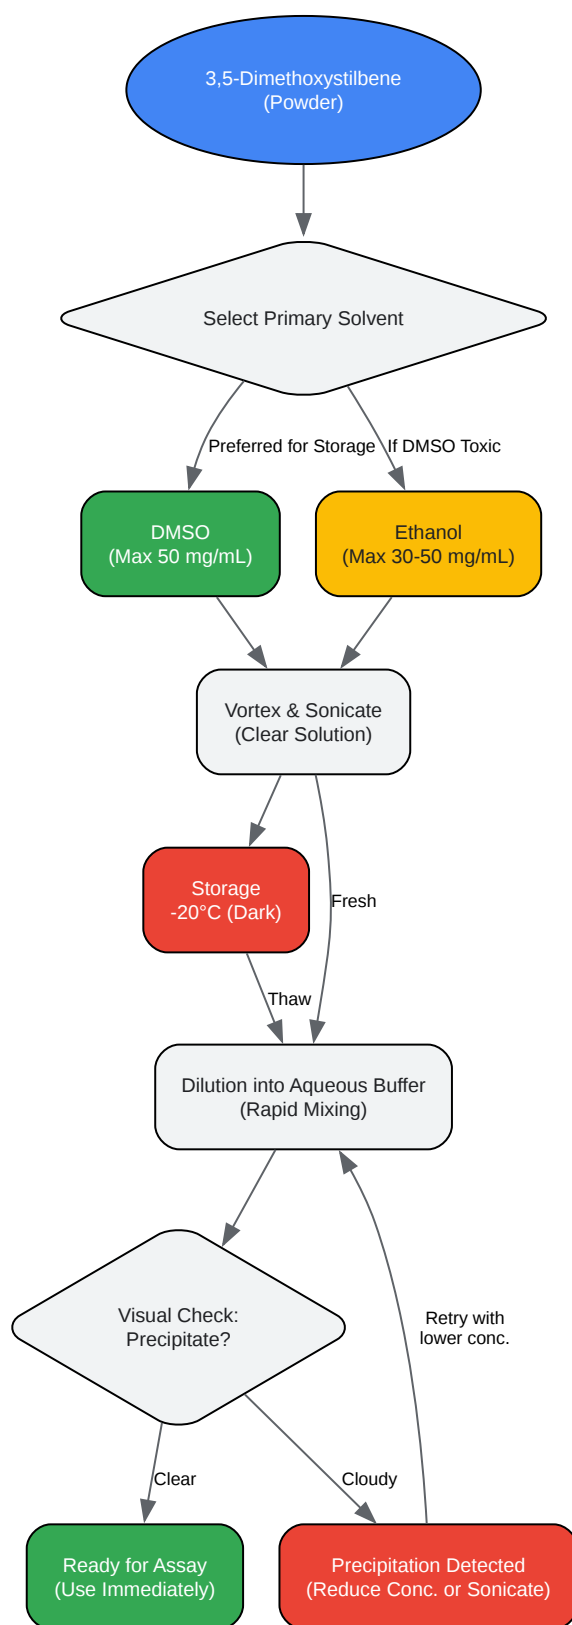 3,5-Dimethoxystilbene
(Powder)
Select Primary Solvent
Preferred for Storage
If DMSO Toxic
DMSO
(Max 50 mg/mL)
Ethanol
(Max 30-50 mg/mL)
Vortex & Sonicate
(Clear Solution)
Storage
-20°C (Dark)
Fresh
Thaw
Dilution into Aqueous Buffer
(Rapid Mixing)
Visual Check:
Precipitate?
Retry with
lower conc.
Clear
Cloudy
Ready for Assay
(Use Immediately)
Precipitation Detected
(Reduce Conc. or Sonicate)